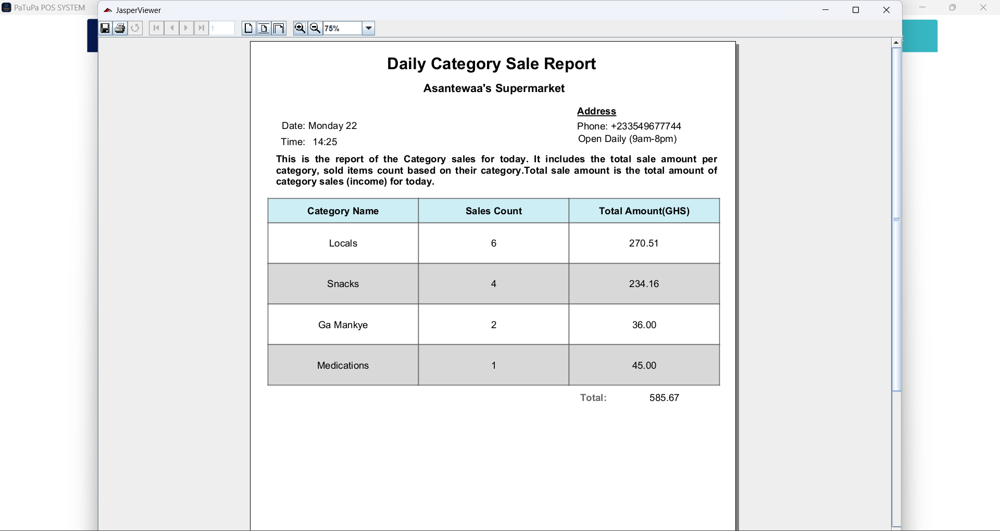 PaTuPa POS SYSTEM
JasperViewer
1
75%
Daily Category Sale Report
Asantewaa's Supermarket
Address
Date: Monday 22
Phone: +233549677744
Time: 14:25
Open Daily (9am-8pm)
This is the report of the Category sales for today. It includes the total sale amount per
category, sold items count based on their category.Total sale amount is the total amount of
category sales (income) for today.
Category Name Sales Count Total Amount(GHS)
Locals 6 270.51
Snacks 4 234.16
Ga Mankye 2 36.00
Medications 1 45.00
Total: 585.67